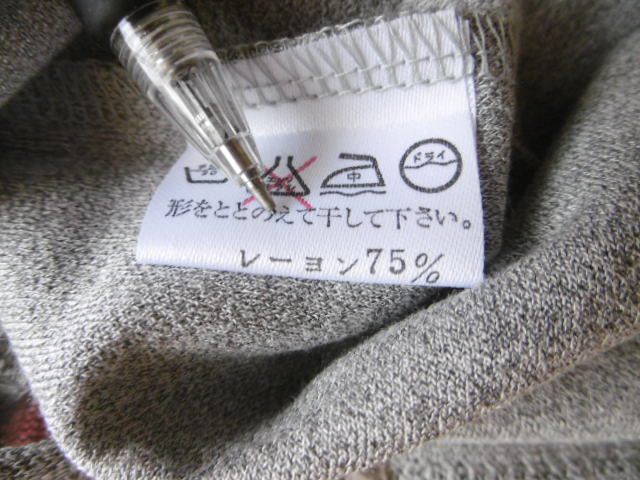 中 ドライ
形をととのえて干して下さい。
レーヨン75%